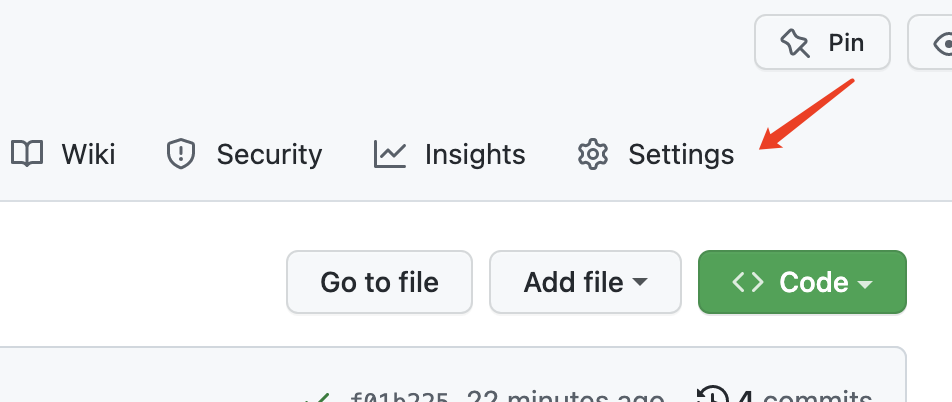 Pin
Wiki Security Insights Settings
Go to file Add file <> Code
f01b225 22 minutes ago 4 commits